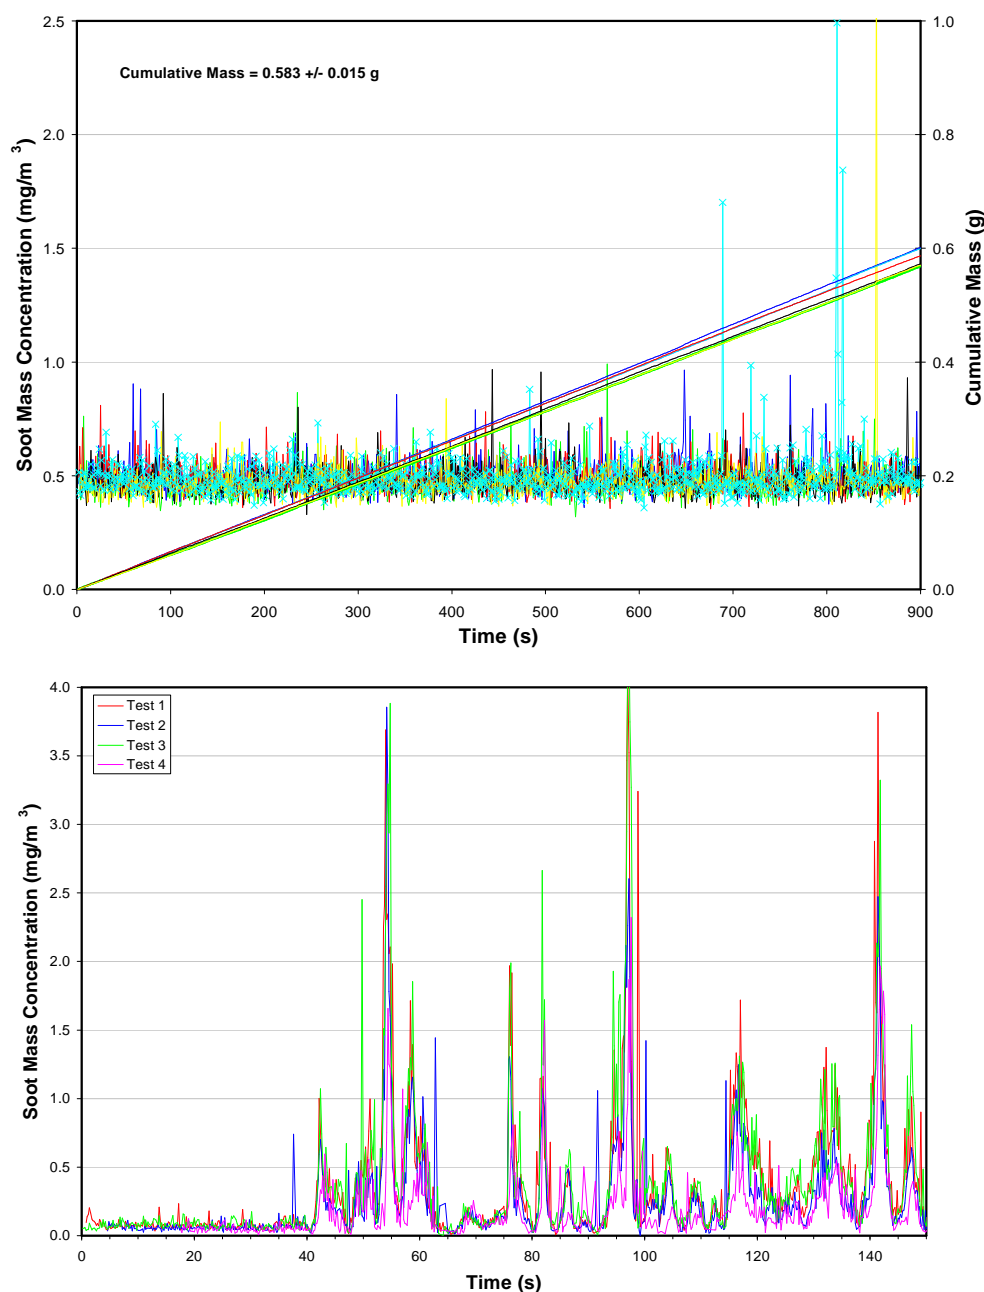 Cumulative Mass = 0.583 +/- 0.015 g
Soot Mass Concentration (mg/m 3)
2.5
2.0
1.5
1.0
0.5
0.0
1.0
0.8
0.6
0.4
0.2
0.0
Cumulative Mass (g)
0 100 200 300 400 500 600 700 800 900
Time (s)
Soot Mass Concentration (mg/m 3)
4.0
3.5
3.0
2.5
2.0
1.5
1.0
0.5
0.0
Test 1
Test 2
Test 3
Test 4
0 20 40 60 80 100 120 140
Time (s)